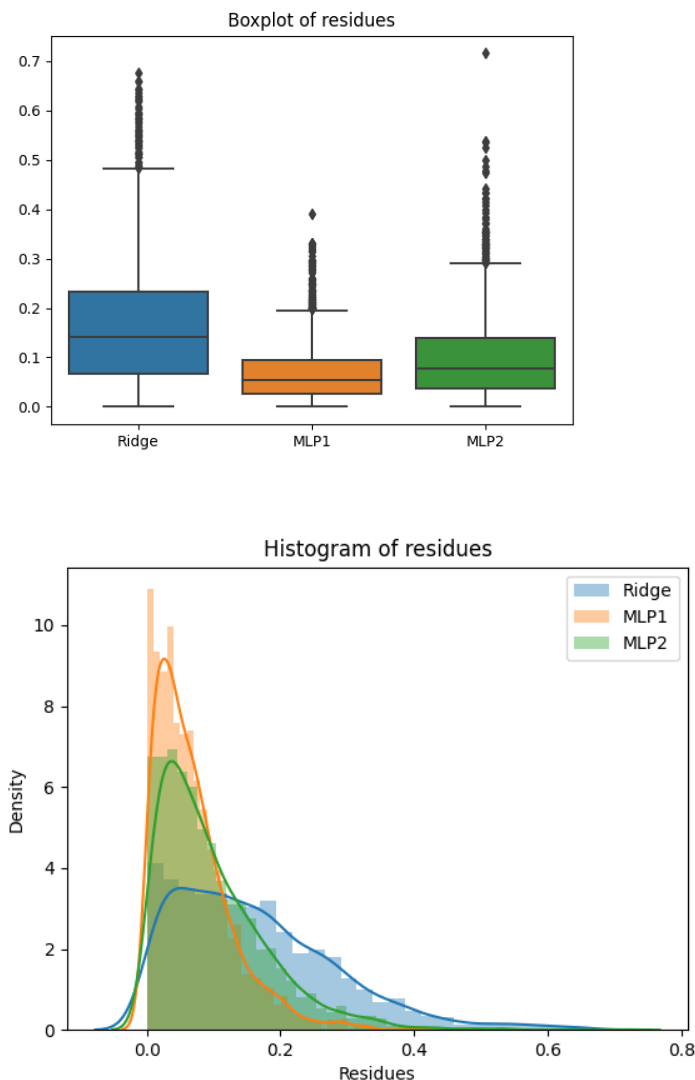 Boxplot of residues
0.7
0.6
0.5
0.4
0.3
0.2
0.1
0.0
Ridge MLP1 MLP2
Histogram of residues
Ridge
MLP1
MLP2
10
8
6
4
2
0
Density
0.0 0.2 0.4 0.6 0.8
Residues